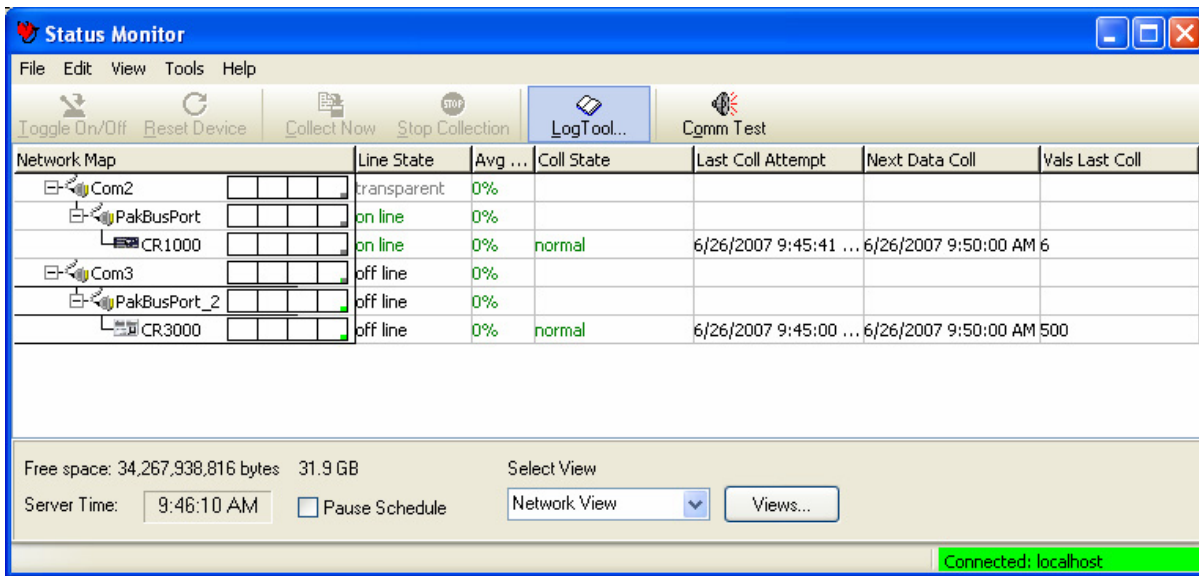 Status Monitor
File Edit View Tools Help
Toggle On/Off Reset Device Collect Now Stop Collection LogTool... Comm Test
Network Map Line State Avg ... Coll State Last Coll Attempt Next Data Coll Vals Last Coll
Com2 transparent 0%
PakBusPort on line 0%
CR1000 on line 0% normal 6/26/2007 9:45:41 ... 6/26/2007 9:50:00 AM 6
Com3 off line 0%
PakBusPort_2 off line 0%
CR3000 off line 0% normal 6/26/2007 9:45:00 ... 6/26/2007 9:50:00 AM 500
Free space: 34,267,938,816 bytes 31.9 GB Select View
Server Time: 9:46:10 AM Pause Schedule Network View Views...
Connected: localhost